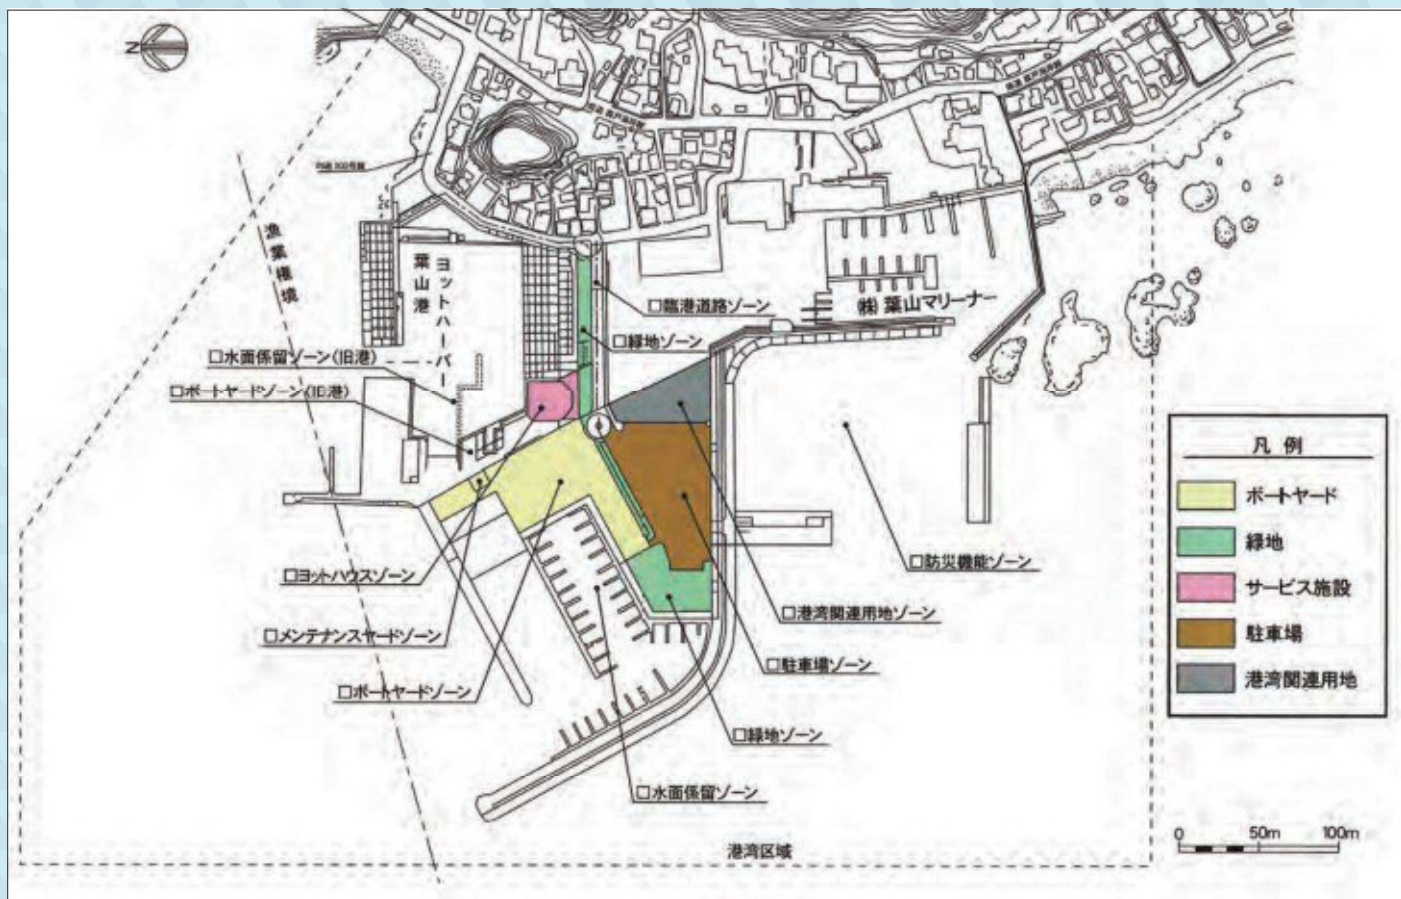 N
漁業権境
葉山港
ヨットハーバー
□臨港道路ゾーン
㈱葉山マリーナー
□緑地ゾーン
□水面係留ゾーン(旧港)
□ボートヤードゾーン(旧港)
凡 例
ボートヤード
緑地
サービス施設
駐車場
港湾関連用地
□防災機能ゾーン
□ヨットハウスゾーン
□港湾関連用地ゾーン
□メンテナンスヤードゾーン
□駐車場ゾーン
□ボートヤードゾーン
□緑地ゾーン
□水面係留ゾーン
港湾区域
0 50m 100m